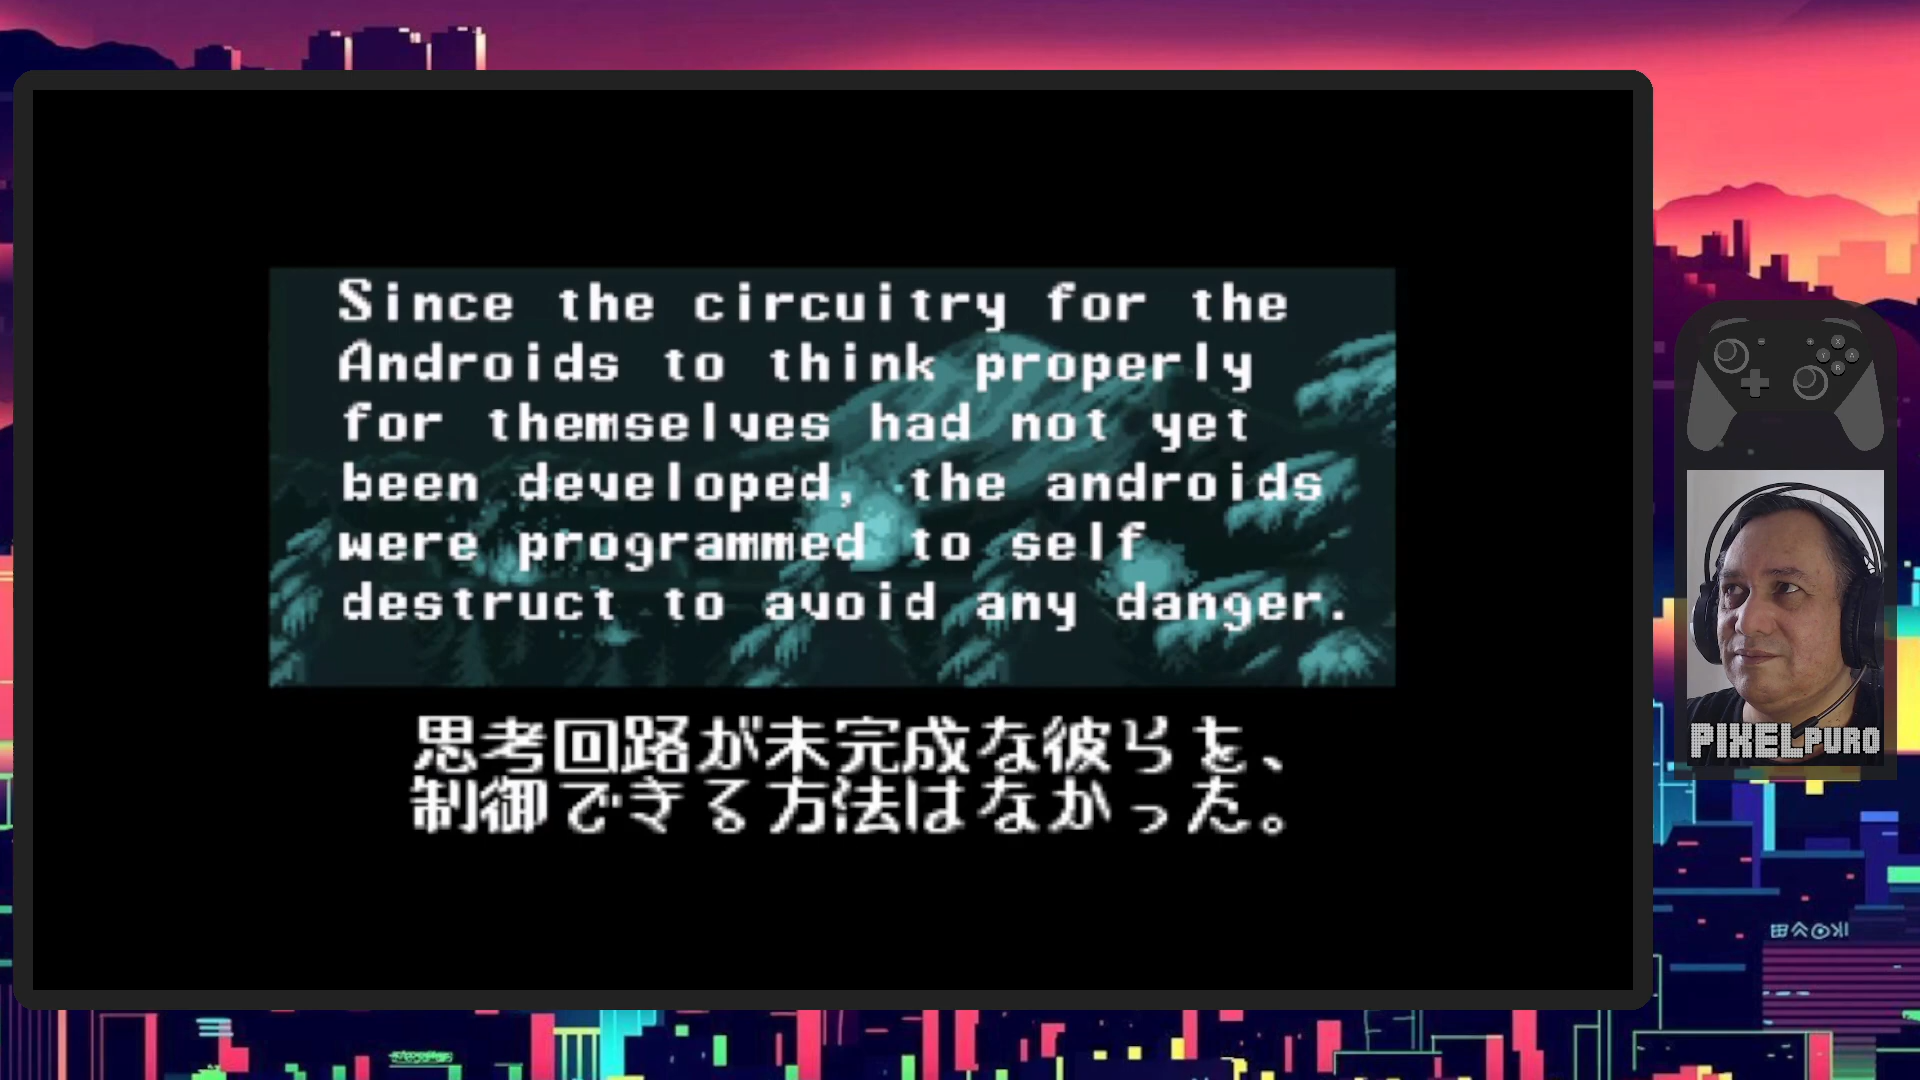 Since the circuitry for the
Androids to think properly
for themselves had not yet
been developed, the androids
were programmed to self
destruct to avoid any danger.
思考回路が未完成な彼らを、
制御できる方法はなかった。
PIXELPURO